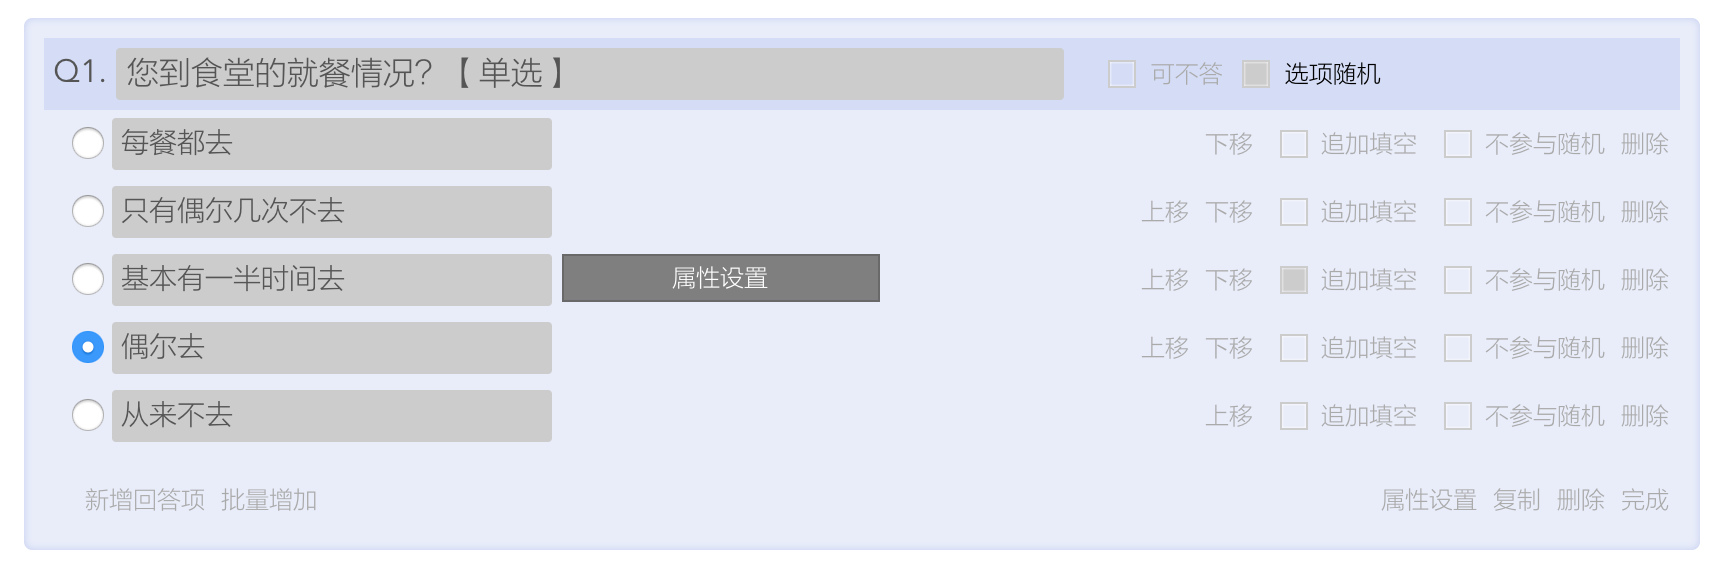 Q1. 您到食堂的就餐情况？【单选】 可不答 选项随机
每餐都去 下移 追加填空 不参与随机 删除
只有偶尔几次不去 上移 下移 追加填空 不参与随机 删除
基本有一半时间去 属性设置 上移 下移 追加填空 不参与随机 删除
偶尔去 上移 下移 追加填空 不参与随机 删除
从来不去 上移 追加填空 不参与随机 删除
新增回答项 批量增加 属性设置 复制 删除 完成